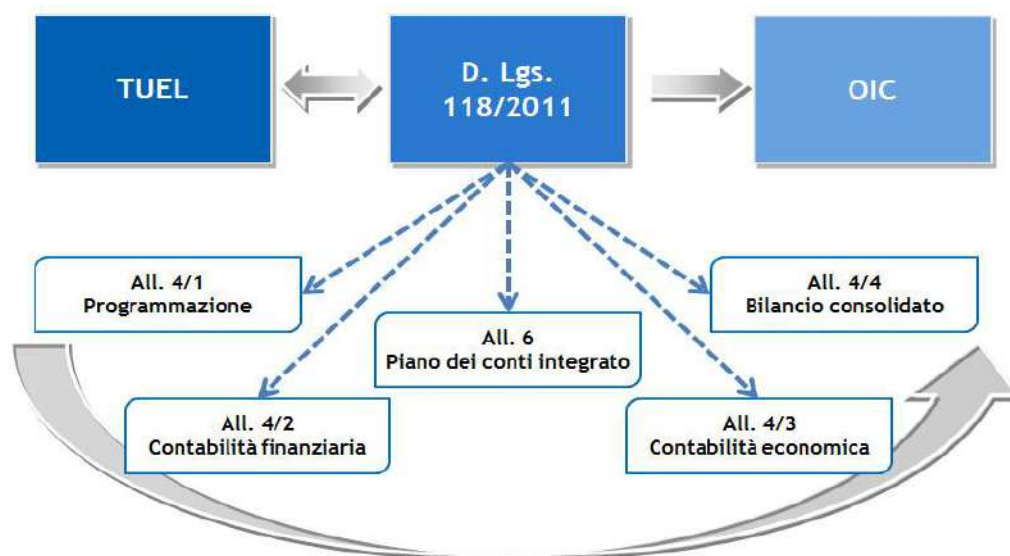 TUEL
D. Lgs.
118/2011
OIC
All. 4/1
Programmazione
All. 4/4
Bilancio consolidato
All. 6
Piano dei conti integrato
All. 4/2
Contabilità finanziaria
All. 4/3
Contabilità economica